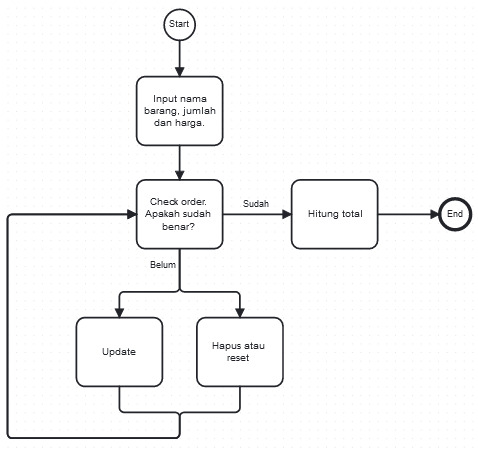 Start
Input nama
barang, jumlah
dan harga.
Check order.
Apakah sudah
benar?
Sudah
Hitung total
End
Belum
Update
Hapus atau
reset